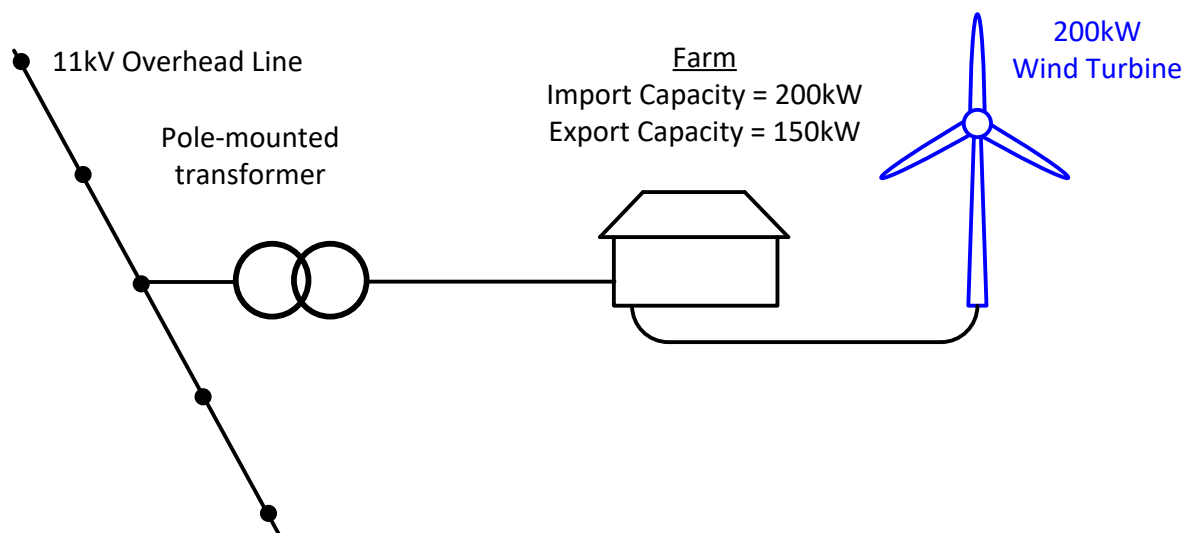 11kV Overhead Line
Pole-mounted
transformer
Farm
Import Capacity = 200kW
Export Capacity = 150kW
200kW
Wind Turbine